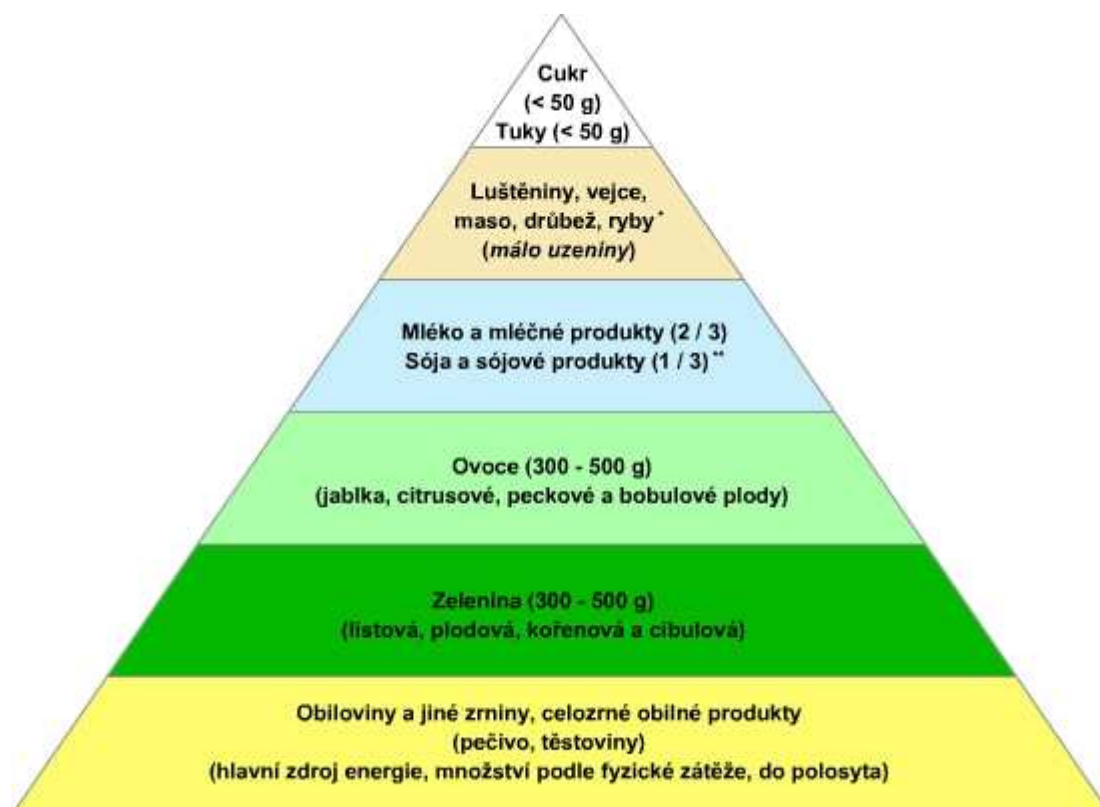 Cukr
(< 50 g)
Tuky (< 50 g)
Luštěniny, vejce,
maso, drůbež, ryby*
(málo uzeniny)
Mléko a mléčné produkty (2 / 3)
Sója a sójové produkty (1 / 3)**
Ovoce (300 - 500 g)
(jablka, citrusové, peckové a bobulové plody)
Zelenina (300 - 500 g)
(listová, plodová, kořenová a cibulová)
Obiloviny a jiné zrniny, celozrné obilné produkty
(pečivo, těstoviny)
(hlavní zdroj energie, množství podle fyzické zátěže, do polosyta)